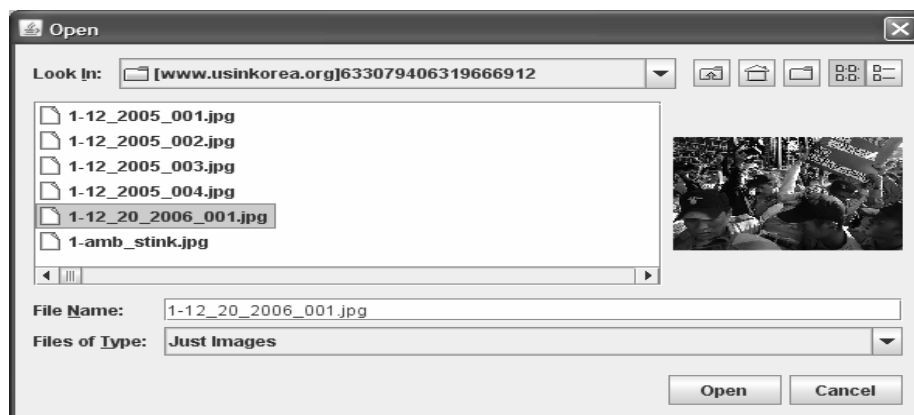 Open
Look In: [www.usinkorea.org]633079406319666912
1-12_2005_001.jpg
1-12_2005_002.jpg
1-12_2005_003.jpg
1-12_2005_004.jpg
1-12_20_2006_001.jpg
1-amb_stink.jpg
File Name: 1-12_20_2006_001.jpg
Files of Type: Just Images
Open Cancel